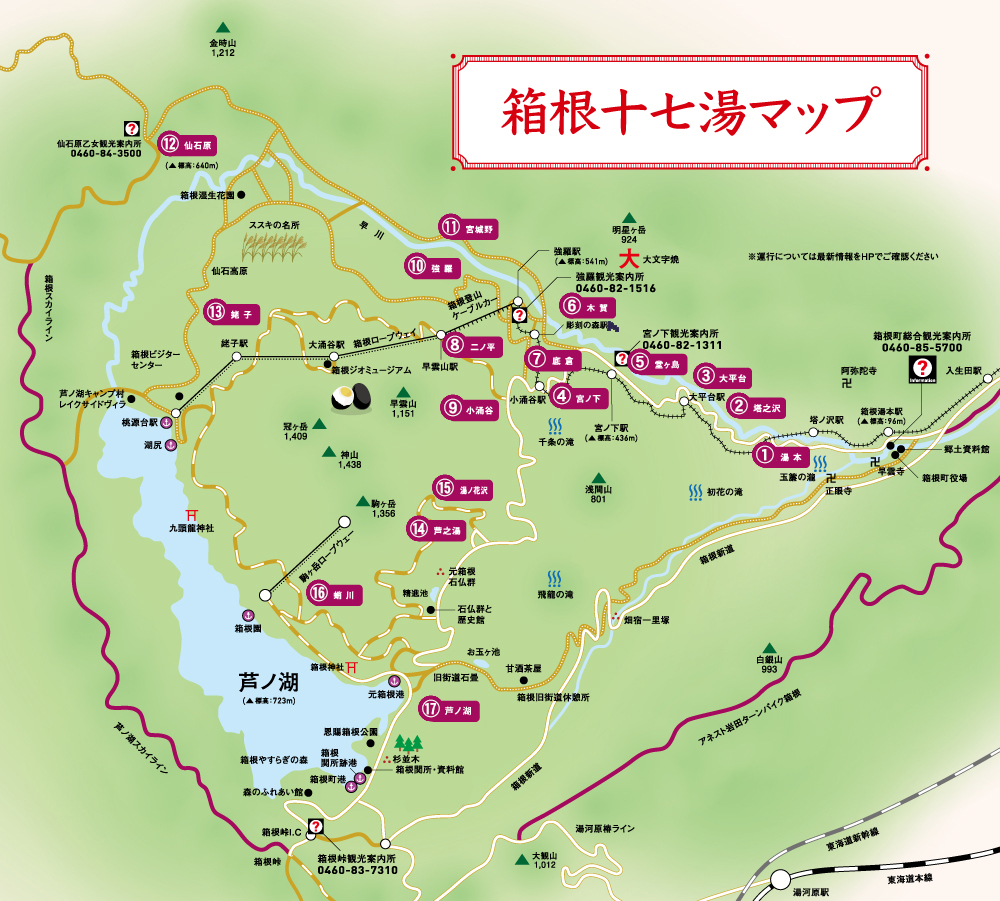 箱根十七湯マップ
金時山
1,212
?
仙石原乙女観光案内所
0460-84-3500
⑫ 仙石原
(▲標高:640m)
箱根湿生花園
ススキの名所
早川
⑪ 宮城野
⑩ 強羅
明星ヶ岳
924
大 大文字焼
※運行については最新情報をHPでご確認ください
強羅駅
(▲標高:541m)
強羅観光案内所
0460-82-1516
?
仙石高原
箱根登山
ケーブルカー
⑥ 木賀
彫刻の森駅
箱根スカイライン
⑬ 姥子
姥子駅
大涌谷駅
箱根ロープウェイ
箱根ジオミュージアム
早雲山駅
⑧ 二ノ平
⑦ 底倉
宮ノ下観光案内所
0460-82-1311
?
⑤ 堂ヶ島
③ 大平台
大平台駅
② 塔之沢
箱根町総合観光案内所
0460-85-5700
?
Information
阿弥陀寺
入生田駅
箱根ビジター
センター
芦ノ湖キャンプ村
レイクサイドヴィラ
桃源台駅
湖尻
早雲山
1,151
⑨ 小涌谷
小涌谷駅
④ 宮ノ下
宮ノ下駅
(▲標高:436m)
千条の滝
塔ノ沢駅
箱根湯本駅
(▲標高:96m)
① 湯本
玉簾の瀧
正眼寺
早雲寺
郷土資料館
箱根町役場
冠ヶ岳
1,409
神山
1,438
駒ヶ岳
1,356
⑮ 湯ノ花沢
⑭ 芦之湯
浅間山
801
初花の滝
九頭龍神社
駒ヶ岳ロープウェー
箱根新道
⑯ 蛸川
元箱根
石仏群
精進池
石仏群と
歴史館
飛龍の滝
畑宿一里塚
箱根園
お玉ヶ池
甘酒茶屋
箱根神社
旧街道石畳
箱根旧街道休憩所
白銀山
993
芦ノ湖
(▲標高:723m)
元箱根港
⑰ 芦ノ湖
アネスト岩田ターンパイク箱根
芦ノ湖スカイライン
恩賜箱根公園
箱根やすらぎの森
箱根
関所跡港
杉並木
箱根関所・資料館
箱根町港
森のふれあい館
箱根新道
箱根峠I.C
?
箱根峠
箱根峠観光案内所
0460-83-7310
湯河原椿ライン
大観山
1,012
東海道新幹線
東海道本線
湯河原駅